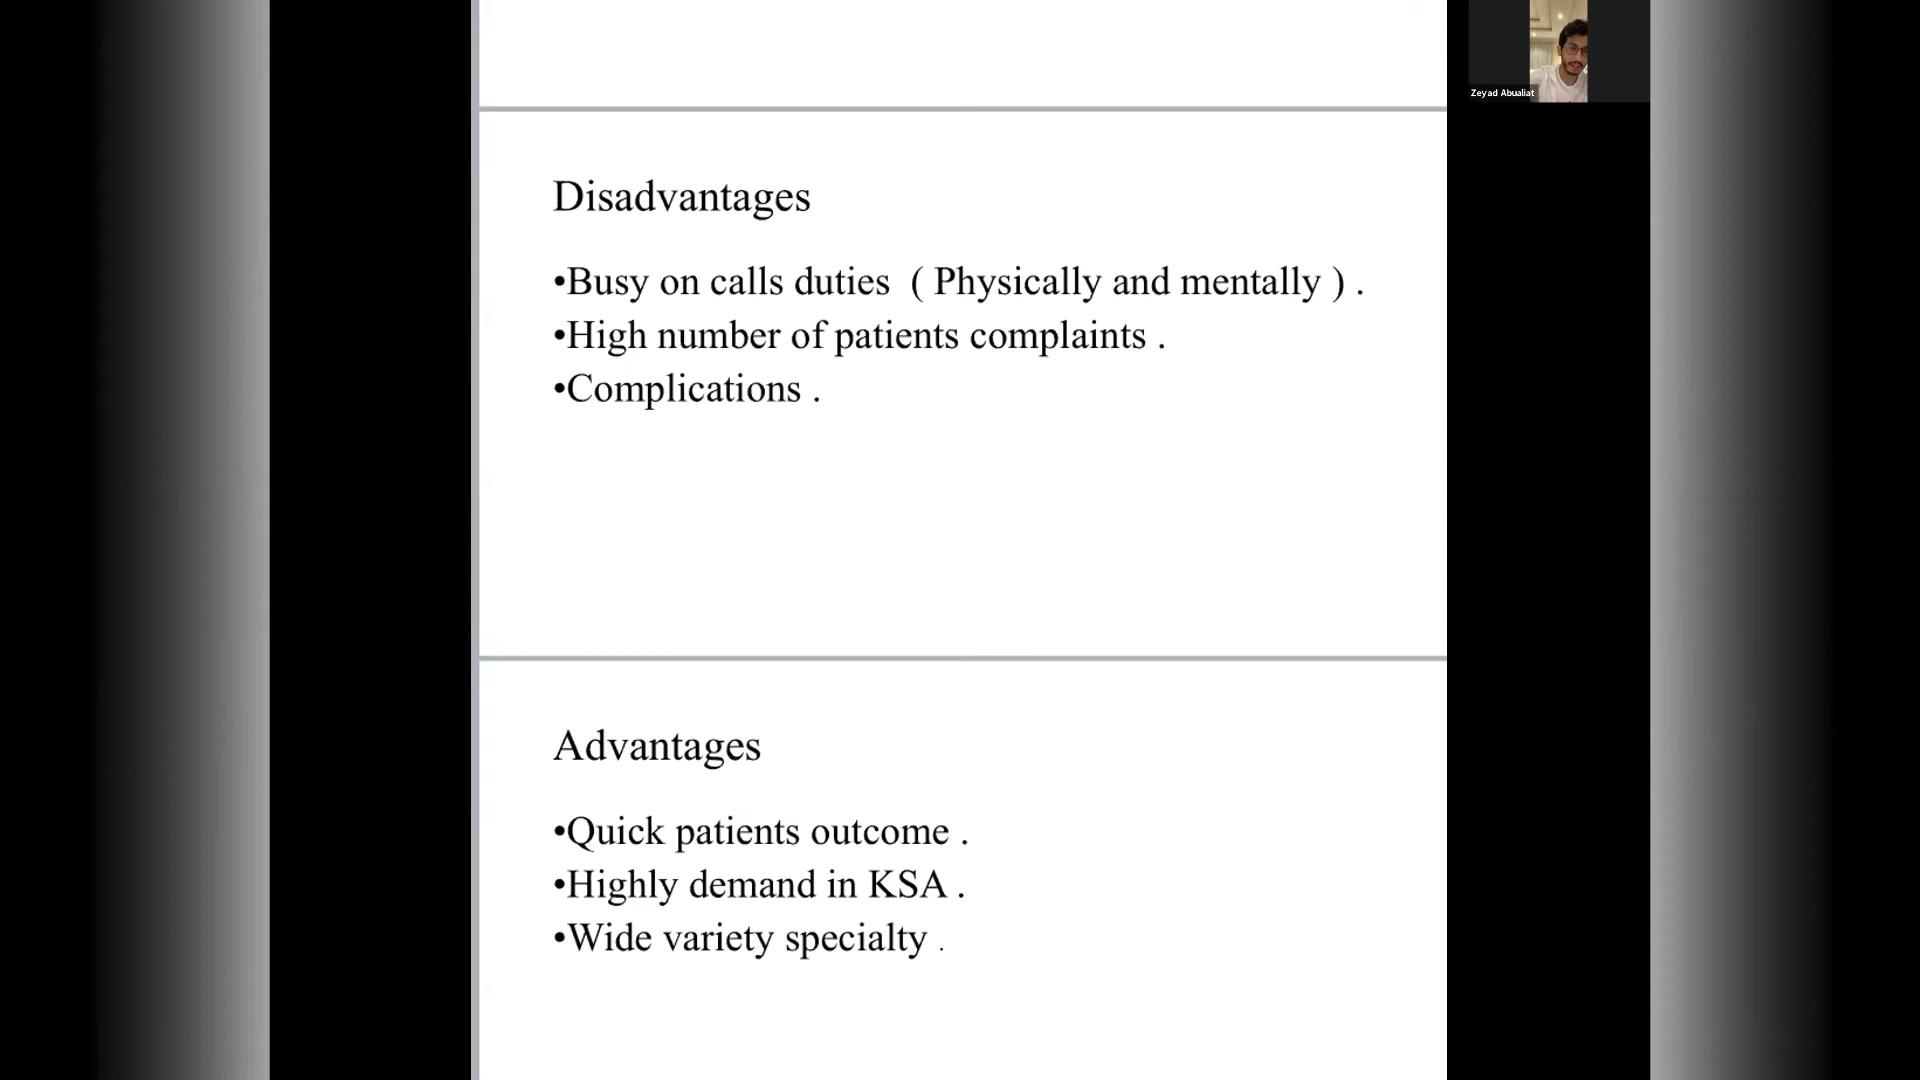 Zeyad Abualiat
Disadvantages
•Busy on calls duties ( Physically and mentally ) .
•High number of patients complaints .
•Complications .
Advantages
•Quick patients outcome .
•Highly demand in KSA .
•Wide variety specialty .